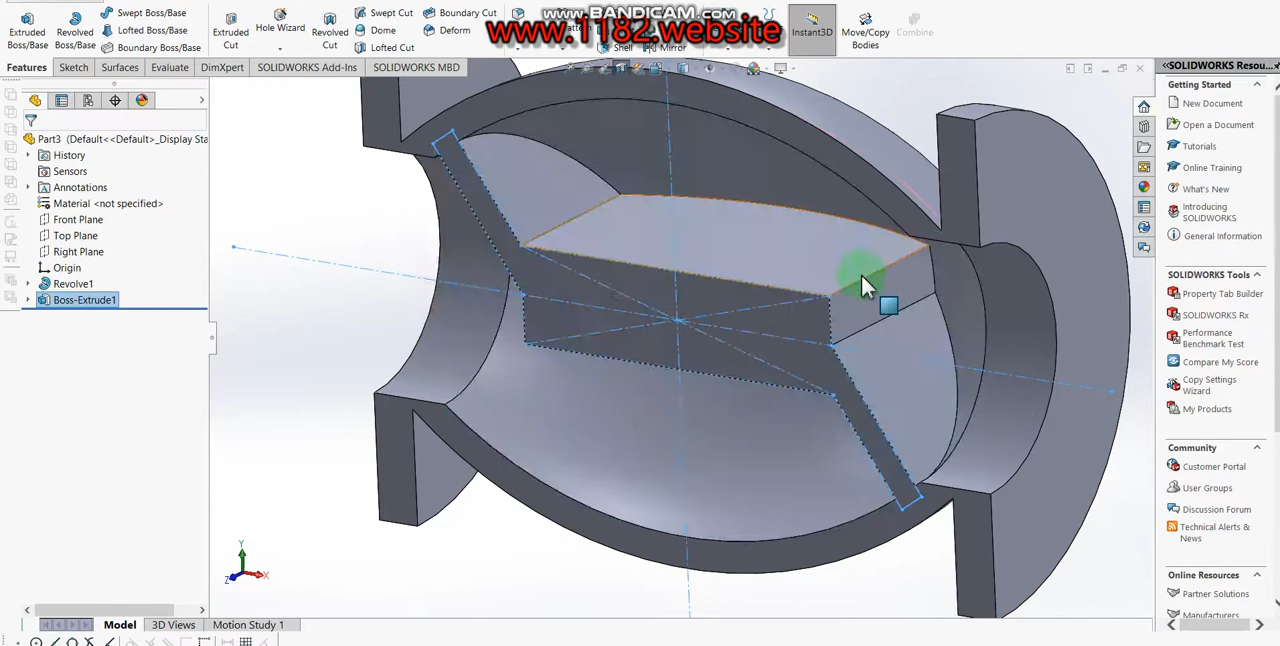 www.BANDICAM.com
www.1182.website
Extruded Boss/Base
Revolved Boss/Base
Swept Boss/Base
Lofted Boss/Base
Boundary Boss/Base
Extruded Cut
Hole Wizard
Revolved Cut
Swept Cut
Dome
Lofted Cut
Boundary Cut
Deform
Shell
Mirror
Instant3D
Move/Copy Bodies
Combine
Features
Sketch
Surfaces
Evaluate
DimXpert
SOLIDWORKS Add-Ins
SOLIDWORKS MBD
Part3 (Default<<Default>_Display Sta
History
Sensors
Annotations
Material <not specified>
Front Plane
Top Plane
Right Plane
Origin
Revolve1
Boss-Extrude1
Y
Z
X
Model
3D Views
Motion Study 1
SOLIDWORKS Resou...
Getting Started
New Document
Open a Document
Tutorials
Online Training
What's New
Introducing
SOLIDWORKS
General Information
SOLIDWORKS Tools
Property Tab Builder
SOLIDWORKS Rx
Performance
Benchmark Test
Compare My Score
Copy Settings
Wizard
My Products
Community
Customer Portal
User Groups
Discussion Forum
Technical Alerts &
News
Online Resources
Partner Solutions
Manufacturers